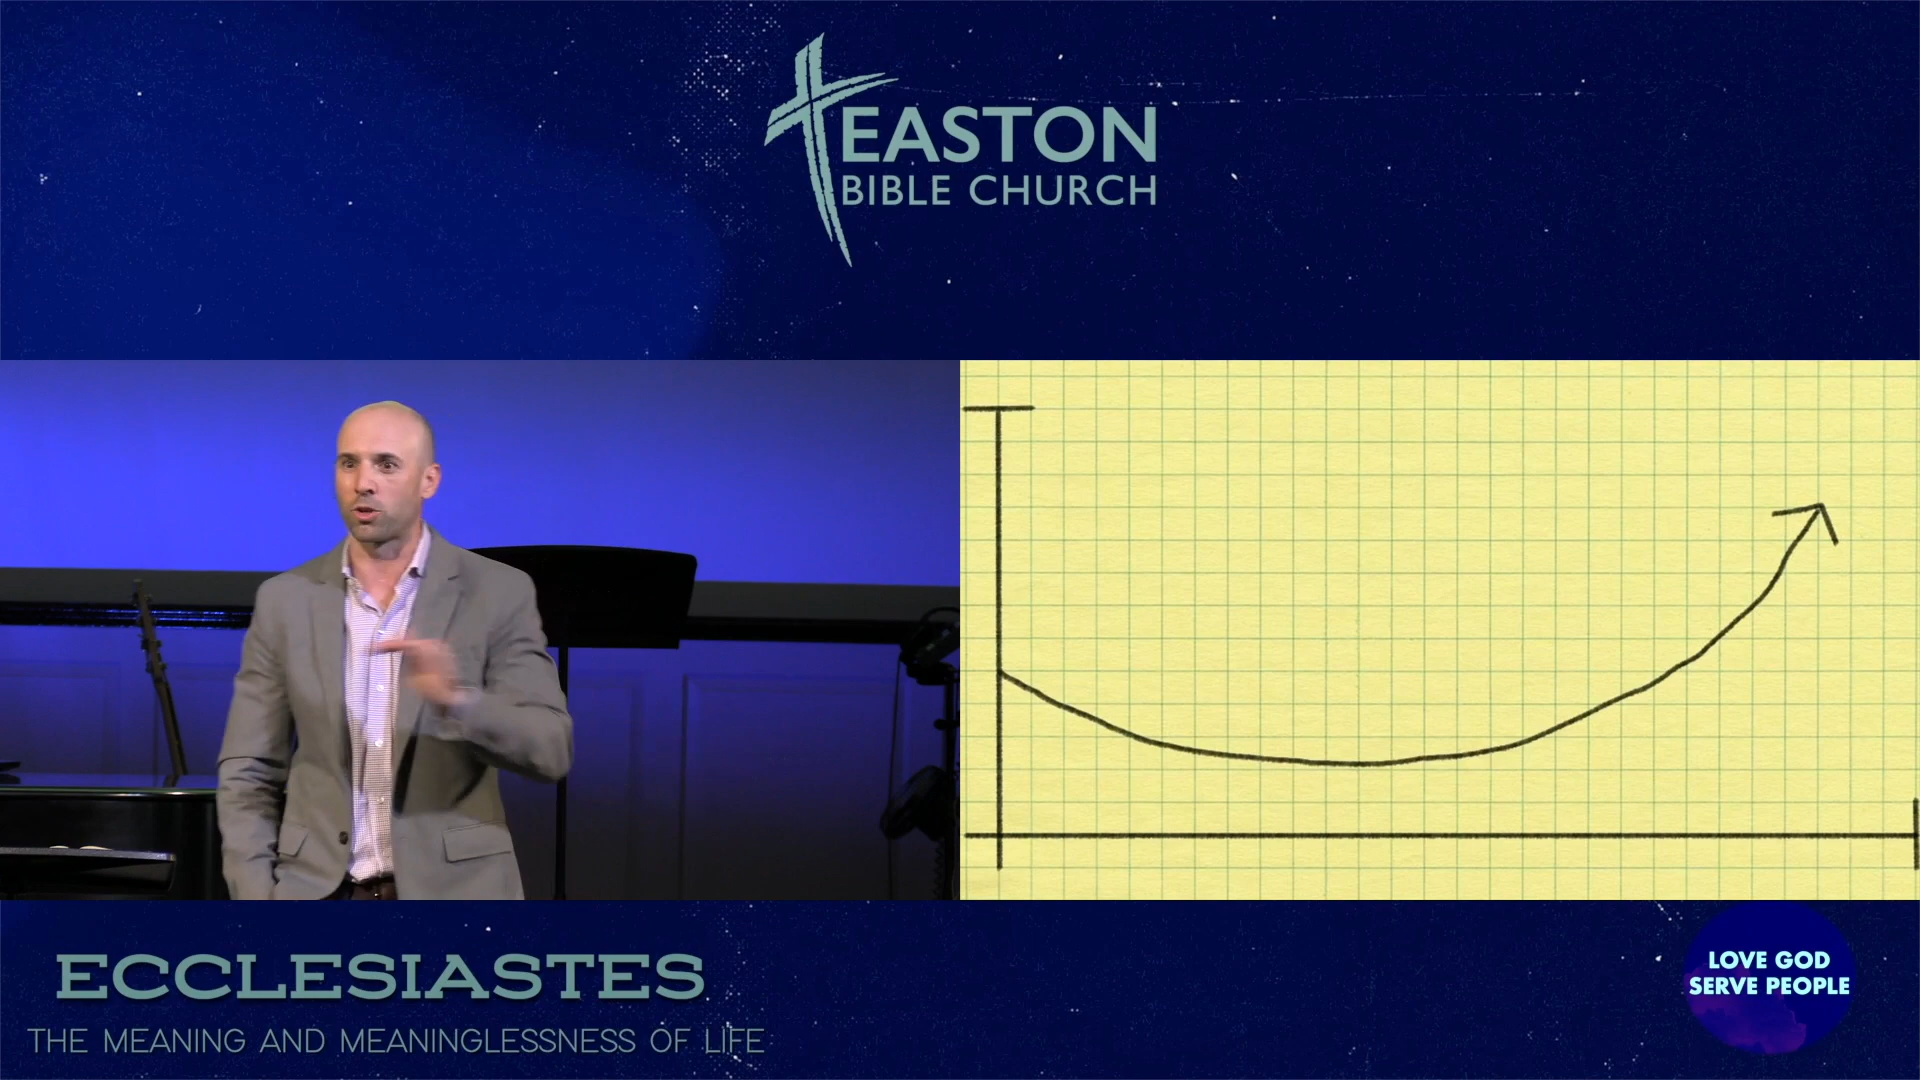 EASTON
BIBLE CHURCH
ECCLESIASTES
THE MEANING AND MEANINGLESSNESS OF LIFE
LOVE GOD
SERVE PEOPLE